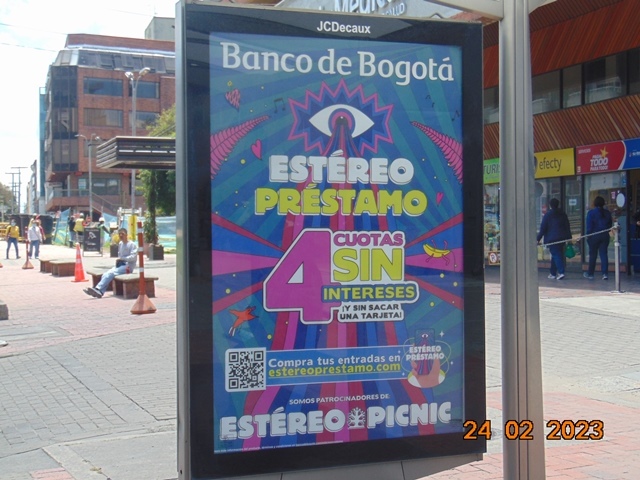 JCDecaux
Banco de Bogotá
ESTÉREO
PRÉSTAMO
4 CUOTAS
SIN
INTERESES
¡Y SIN SACAR
UNA TARJETA!
Compra tus entradas en
estereoprestamo.com
ESTÉREO
PRÉSTAMO
SOMOS PATROCINADORES DE:
ESTÉREO PICNIC
efecty
TODO
24 02 2023